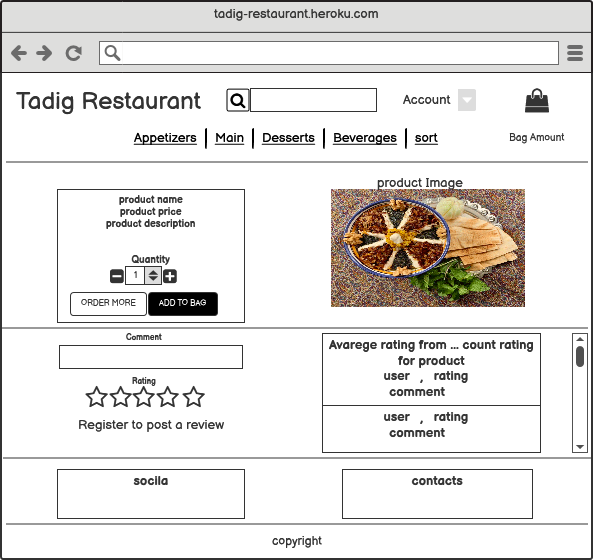 tadig-restaurant.heroku.com
Tadig Restaurant
Account
Bag Amount
Appetizers
Main
Desserts
Beverages
sort
product name
product price
product description
Quantity
1
ORDER MORE
ADD TO BAG
product Image
Comment
Rating
Register to post a review
Avarege rating from ... count rating
for product
user , rating
comment
user , rating
comment
socila
contacts
copyright